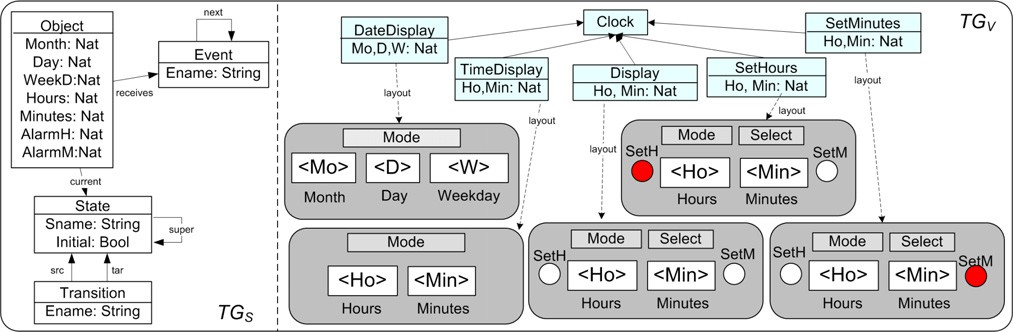 Object
Month: Nat
Day: Nat
WeekD:Nat
Hours: Nat
Minutes: Nat
AlarmH: Nat
AlarmM:Nat
next
Event
Ename: String
receives
current
State
Sname: String
Initial: Bool
super
src
tar
Transition
Ename: String
TGS
TGV
DateDisplay
Mo,D,W: Nat
Clock
SetMinutes
Ho,Min: Nat
TimeDisplay
Ho,Min: Nat
Display
Ho, Min: Nat
SetHours
Ho, Min: Nat
layout
layout
layout
layout
layout
Mode
<Mo> <D> <W>
Month Day Weekday
Mode Select
SetH <Ho> <Min> SetM
Hours Minutes
Mode
<Ho> <Min>
Hours Minutes
Mode Select
SetH <Ho> <Min> SetM
Hours Minutes
Mode Select
SetH <Ho> <Min> SetM
Hours Minutes